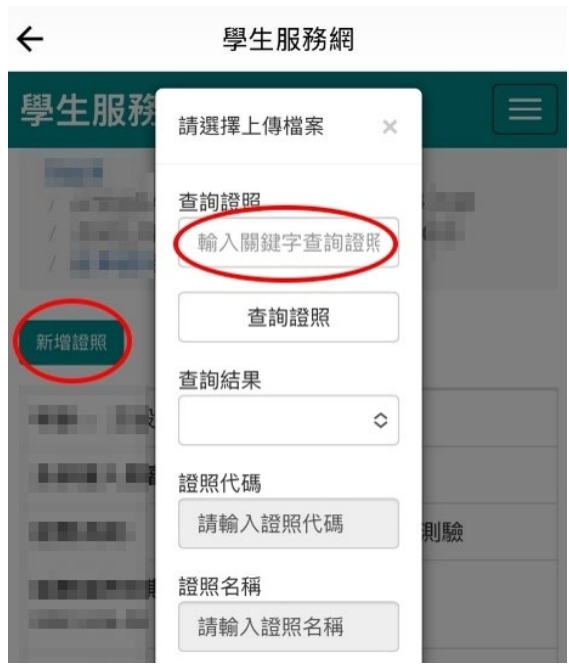 學生服務網
學生服務
請選擇上傳檔案 ×
查詢證照
輸入關鍵字查詢證照
新增證照
查詢證照
查詢結果
證照代碼
請輸入證照代碼
測驗
證照名稱
請輸入證照名稱